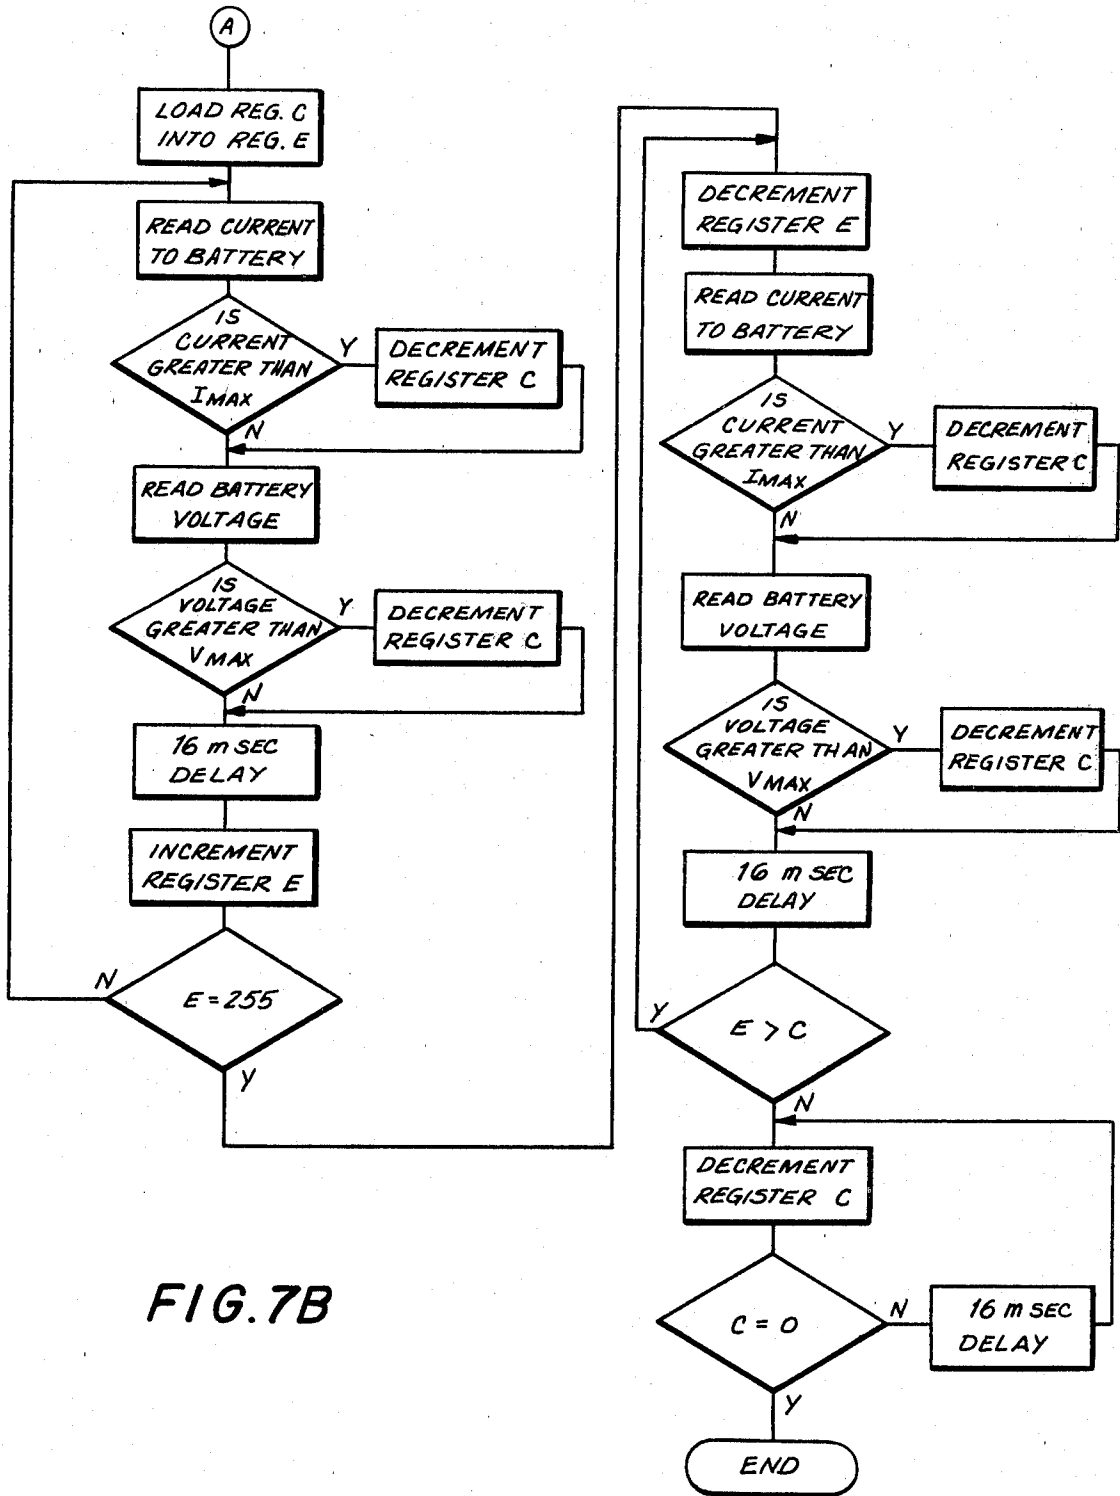 A
LOAD REG. C
INTO REG. E
READ CURRENT
TO BATTERY
IS
CURRENT
GREATER THAN
IMAX
Y
DECREMENT
REGISTER C
N
READ BATTERY
VOLTAGE
IS
VOLTAGE
GREATER THAN
VMAX
Y
DECREMENT
REGISTER C
N
16 m SEC
DELAY
INCREMENT
REGISTER E
N
E = 255
Y
DECREMENT
REGISTER E
READ CURRENT
TO BATTERY
IS
CURRENT
GREATER THAN
IMAX
Y
DECREMENT
REGISTER C
N
READ BATTERY
VOLTAGE
IS
VOLTAGE
GREATER THAN
VMAX
Y
DECREMENT
REGISTER C
N
16 m SEC
DELAY
Y
E > C
N
DECREMENT
REGISTER C
C = 0
N
16 m SEC
DELAY
Y
END
FIG. 7B